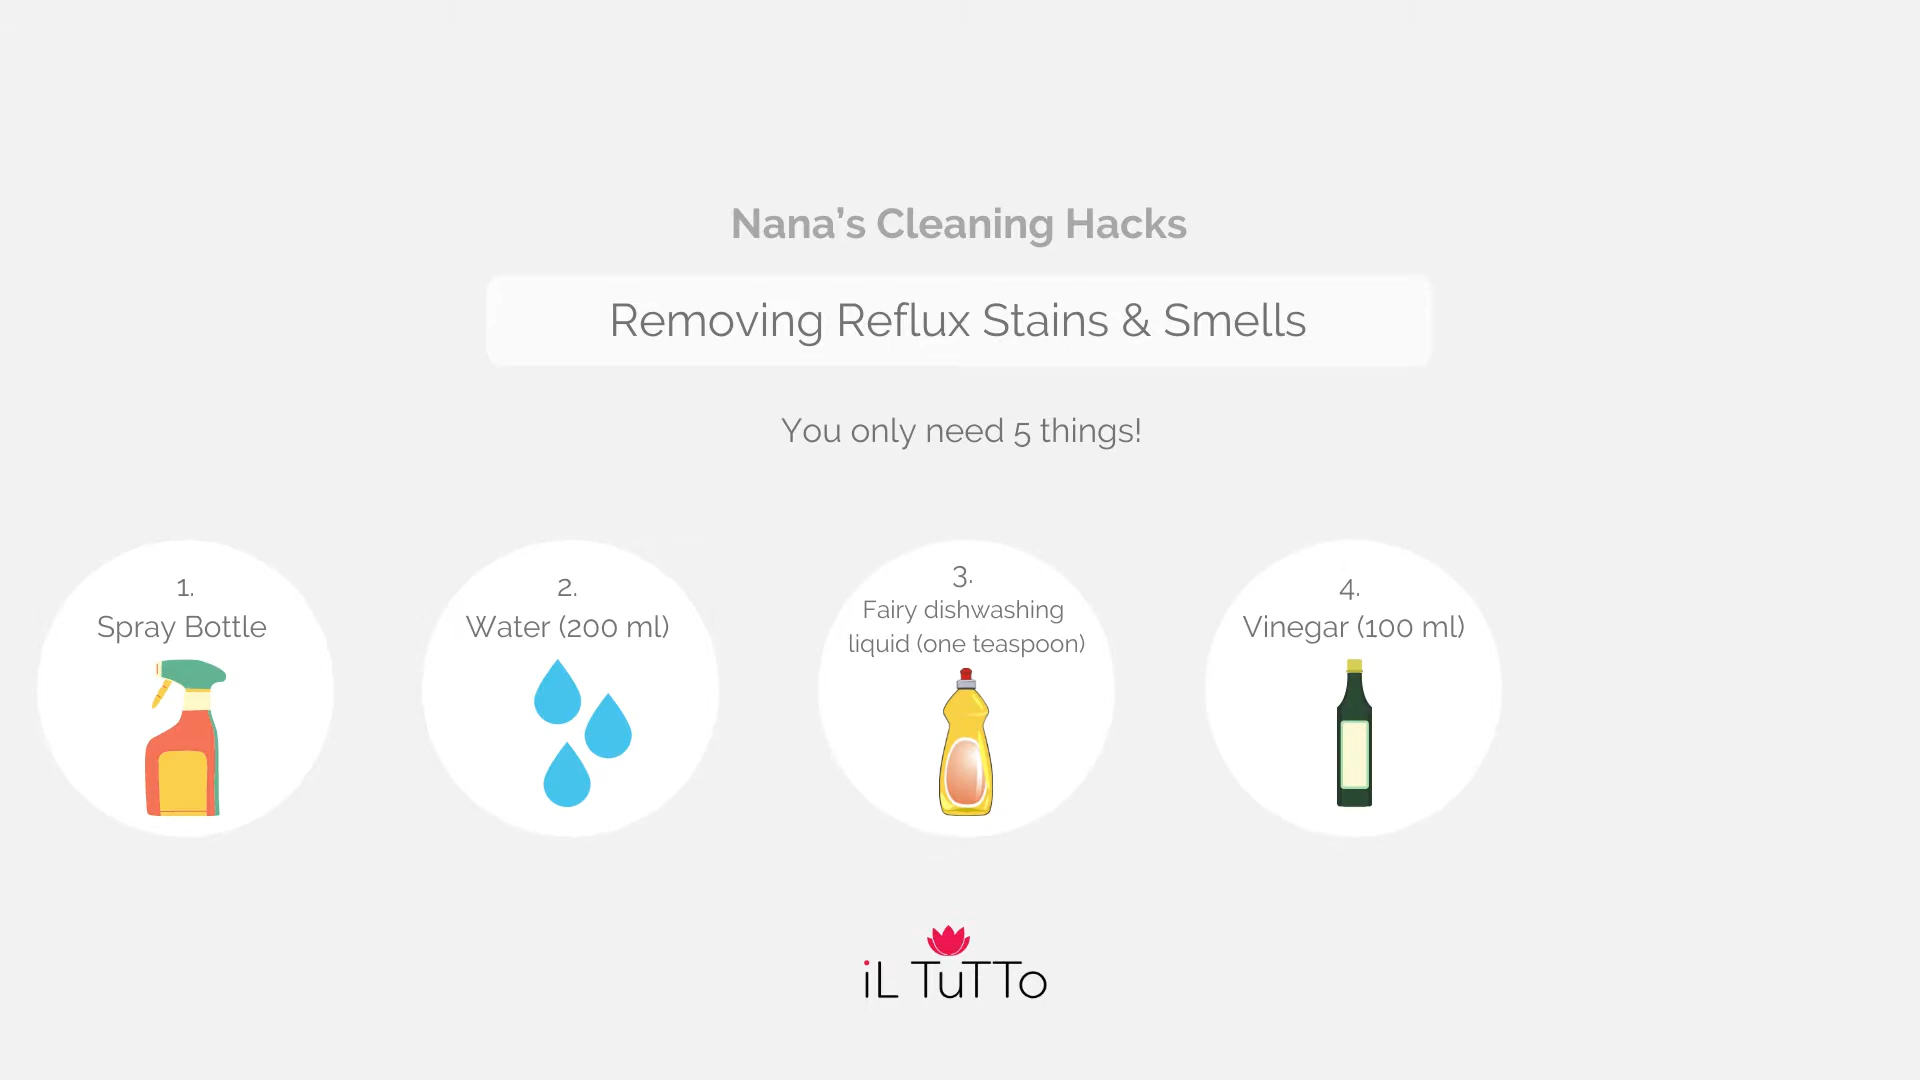 Nana’s Cleaning Hacks
Removing Reflux Stains & Smells
You only need 5 things!
1.
Spray Bottle
2.
Water (200 ml)
3.
Fairy dishwashing
liquid (one teaspoon)
4.
Vinegar (100 ml)
iL TuTTo